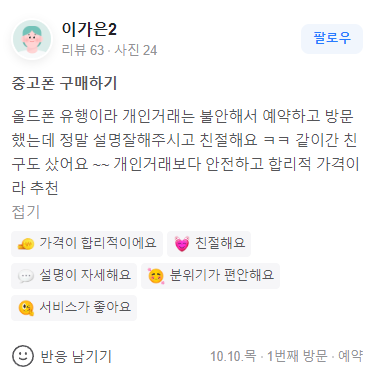 이가은2
리뷰 63 · 사진 24
팔로우
중고폰 구매하기
올드폰 유행이라 개인거래는 불안해서 예약하고 방문
했는데 정말 설명잘해주시고 친절해요 ㅋㅋ 같이간 친
구도 샀어요 ~~ 개인거래보다 안전하고 합리적 가격이
라 추천
접기
가격이 합리적이에요
친절해요
설명이 자세해요
분위기가 편안해요
서비스가 좋아요
반응 남기기
10.10.목 · 1번째 방문 · 예약